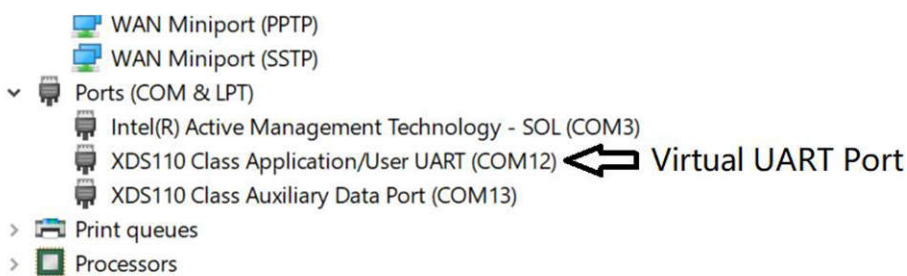 WAN Miniport (PPTP)
WAN Miniport (SSTP)
Ports (COM & LPT)
Intel(R) Active Management Technology - SOL (COM3)
XDS110 Class Application/User UART (COM12) Virtual UART Port
XDS110 Class Auxiliary Data Port (COM13)
Print queues
Processors